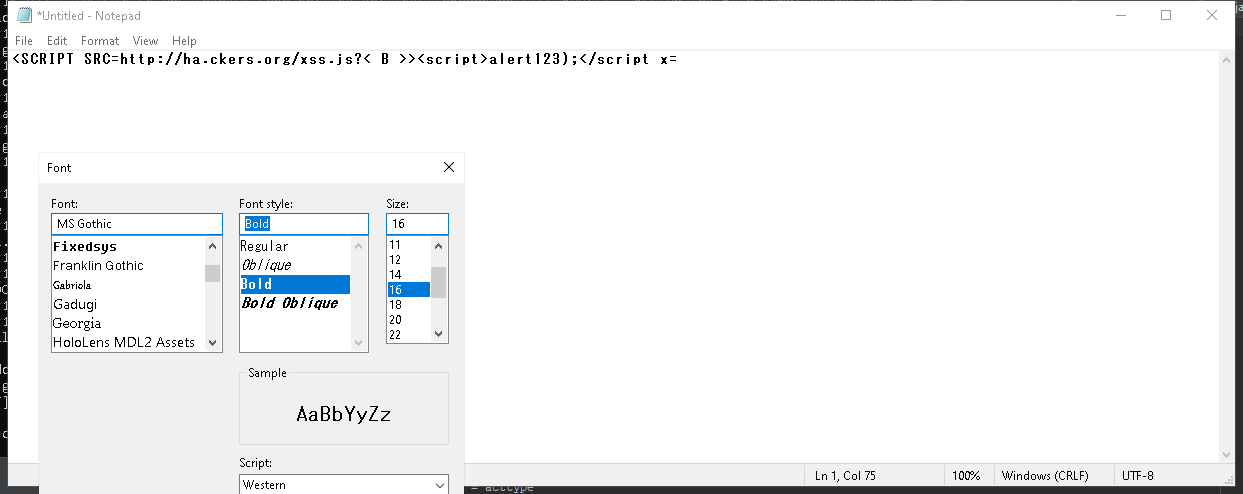 *Untitled - Notepad
File Edit Format View Help
<SCRIPT SRC=http://ha.ckers.org/xss.js?< B >><script>alert123);</script x=
Font
Font: Font style: Size:
MS Gothic Bold 16
Fixedsys Regular 11
Franklin Gothic Oblique 12
Gabriola Bold 14
Gadugi Bold Oblique 16
Georgia 18
HoloLens MDL2 Assets 20
22
Sample
AaBbYyZz
Script:
Western
Ln 1, Col 75 100% Windows (CRLF) UTF-8
= acttype